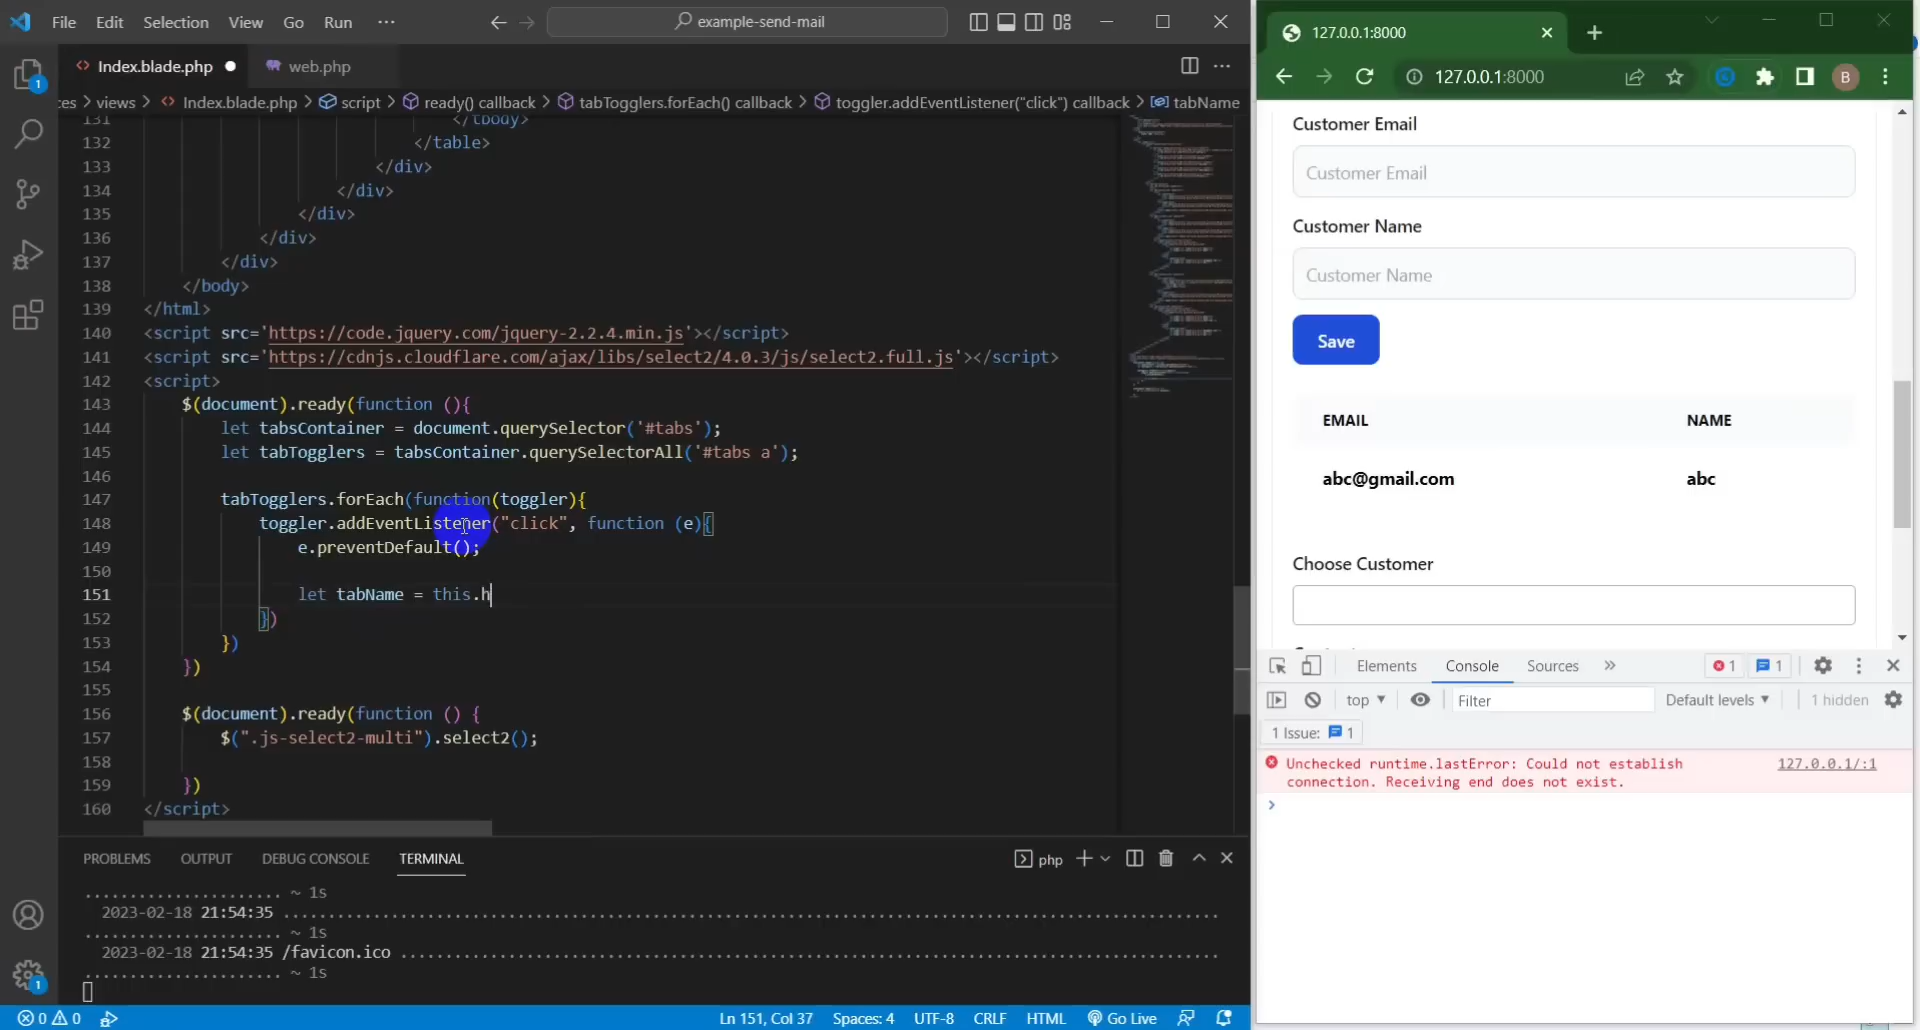 File Edit Selection View Go Run ··· example-send-mail
Index.blade.php web.php
ces > views > Index.blade.php > script > ready() callback > tabTogglers.forEach() callback > toggler.addEventListener("click") callback > tabName
131 </tbody>
132 </table>
133 </div>
134 </div>
135 </div>
136 </div>
137 </div>
138 </body>
139 </html>
140 <script src='https://code.jquery.com/jquery-2.2.4.min.js'></script>
141 <script src='https://cdnjs.cloudflare.com/ajax/libs/select2/4.0.3/js/select2.full.js'></script>
142 <script>
143 $(document).ready(function (){
144 let tabsContainer = document.querySelector('#tabs');
145 let tabTogglers = tabsContainer.querySelectorAll('#tabs a');
146
147 tabTogglers.forEach(function(toggler){
148 toggler.addEventListener("click", function (e){
149 e.preventDefault();
150
151 let tabName = this.h
152 })
153 })
154 })
155
156 $(document).ready(function () {
157 $(".js-select2-multi").select2();
158
159 })
160 </script>
PROBLEMS OUTPUT DEBUG CONSOLE TERMINAL php
...................... ~ 1s
2023-02-18 21:54:35 ........................................................................................
...................... ~ 1s
2023-02-18 21:54:35 /favicon.ico ............................................................................
...................... ~ 1s
0 0 Ln 151, Col 37 Spaces: 4 UTF-8 CRLF HTML Go Live
127.0.0.1:8000
127.0.0.1:8000 B
Customer Email
Customer Email
Customer Name
Customer Name
Save
EMAIL NAME
abc@gmail.com abc
Choose Customer
Elements Console Sources » 1 1
top Filter Default levels 1 hidden
1 Issue: 1
Unchecked runtime.lastError: Could not establish 127.0.0.1/:1
connection. Receiving end does not exist.